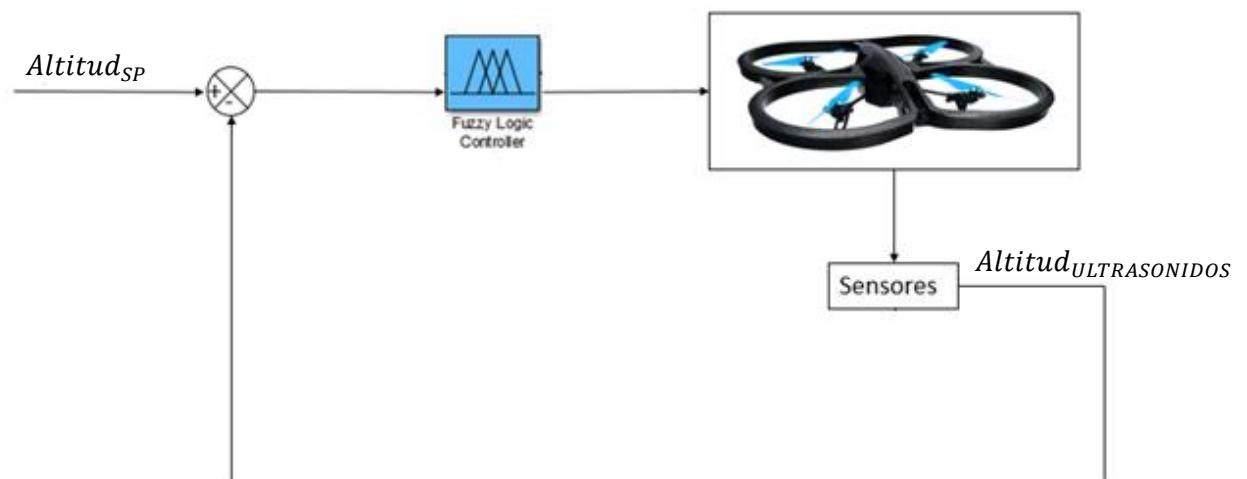 Altitud_SP
+
-
Fuzzy Logic
Controller
Altitud_ULTRASONIDOS
Sensores